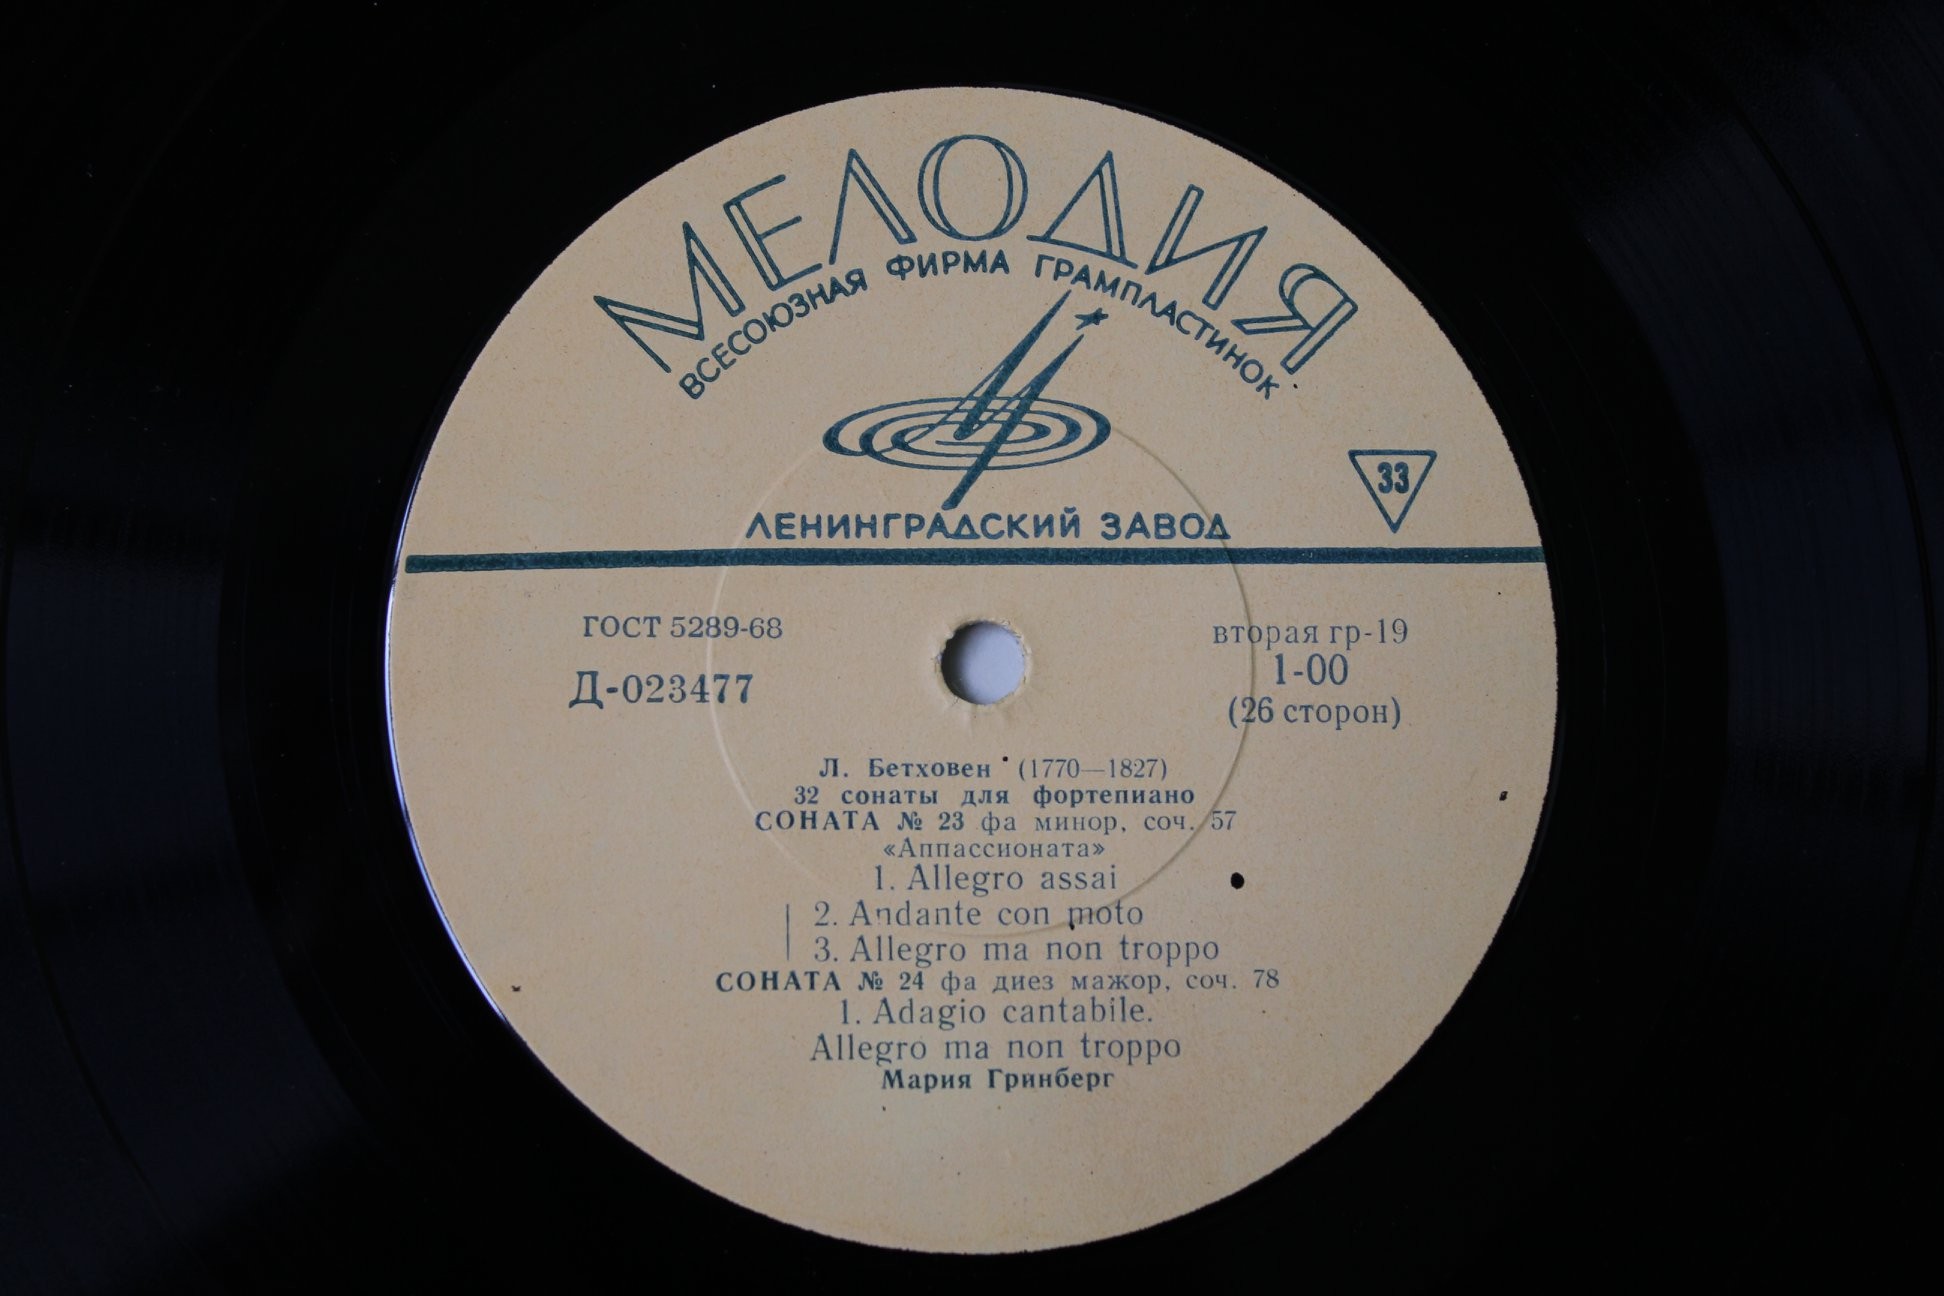 МЕЛОДИЯ
ВСЕСОЮЗНАЯ ФИРМА ГРАМПЛАСТИНОК
33
ЛЕНИНГРАДСКИЙ ЗАВОД
ГОСТ 5289-68
Д-023477
вторая гр-19
1-00
(26 сторон)
Л. Бетховен (1770—1827)
32 сонаты для фортепиано
СОНАТА № 23 фа минор, соч. 57
«Аппассионата»
1. Allegro assai
2. Andante con moto
3. Allegro ma non troppo
СОНАТА № 24 фа диез мажор, соч. 78
1. Adagio cantabile.
Allegro ma non troppo
Мария Гринберг